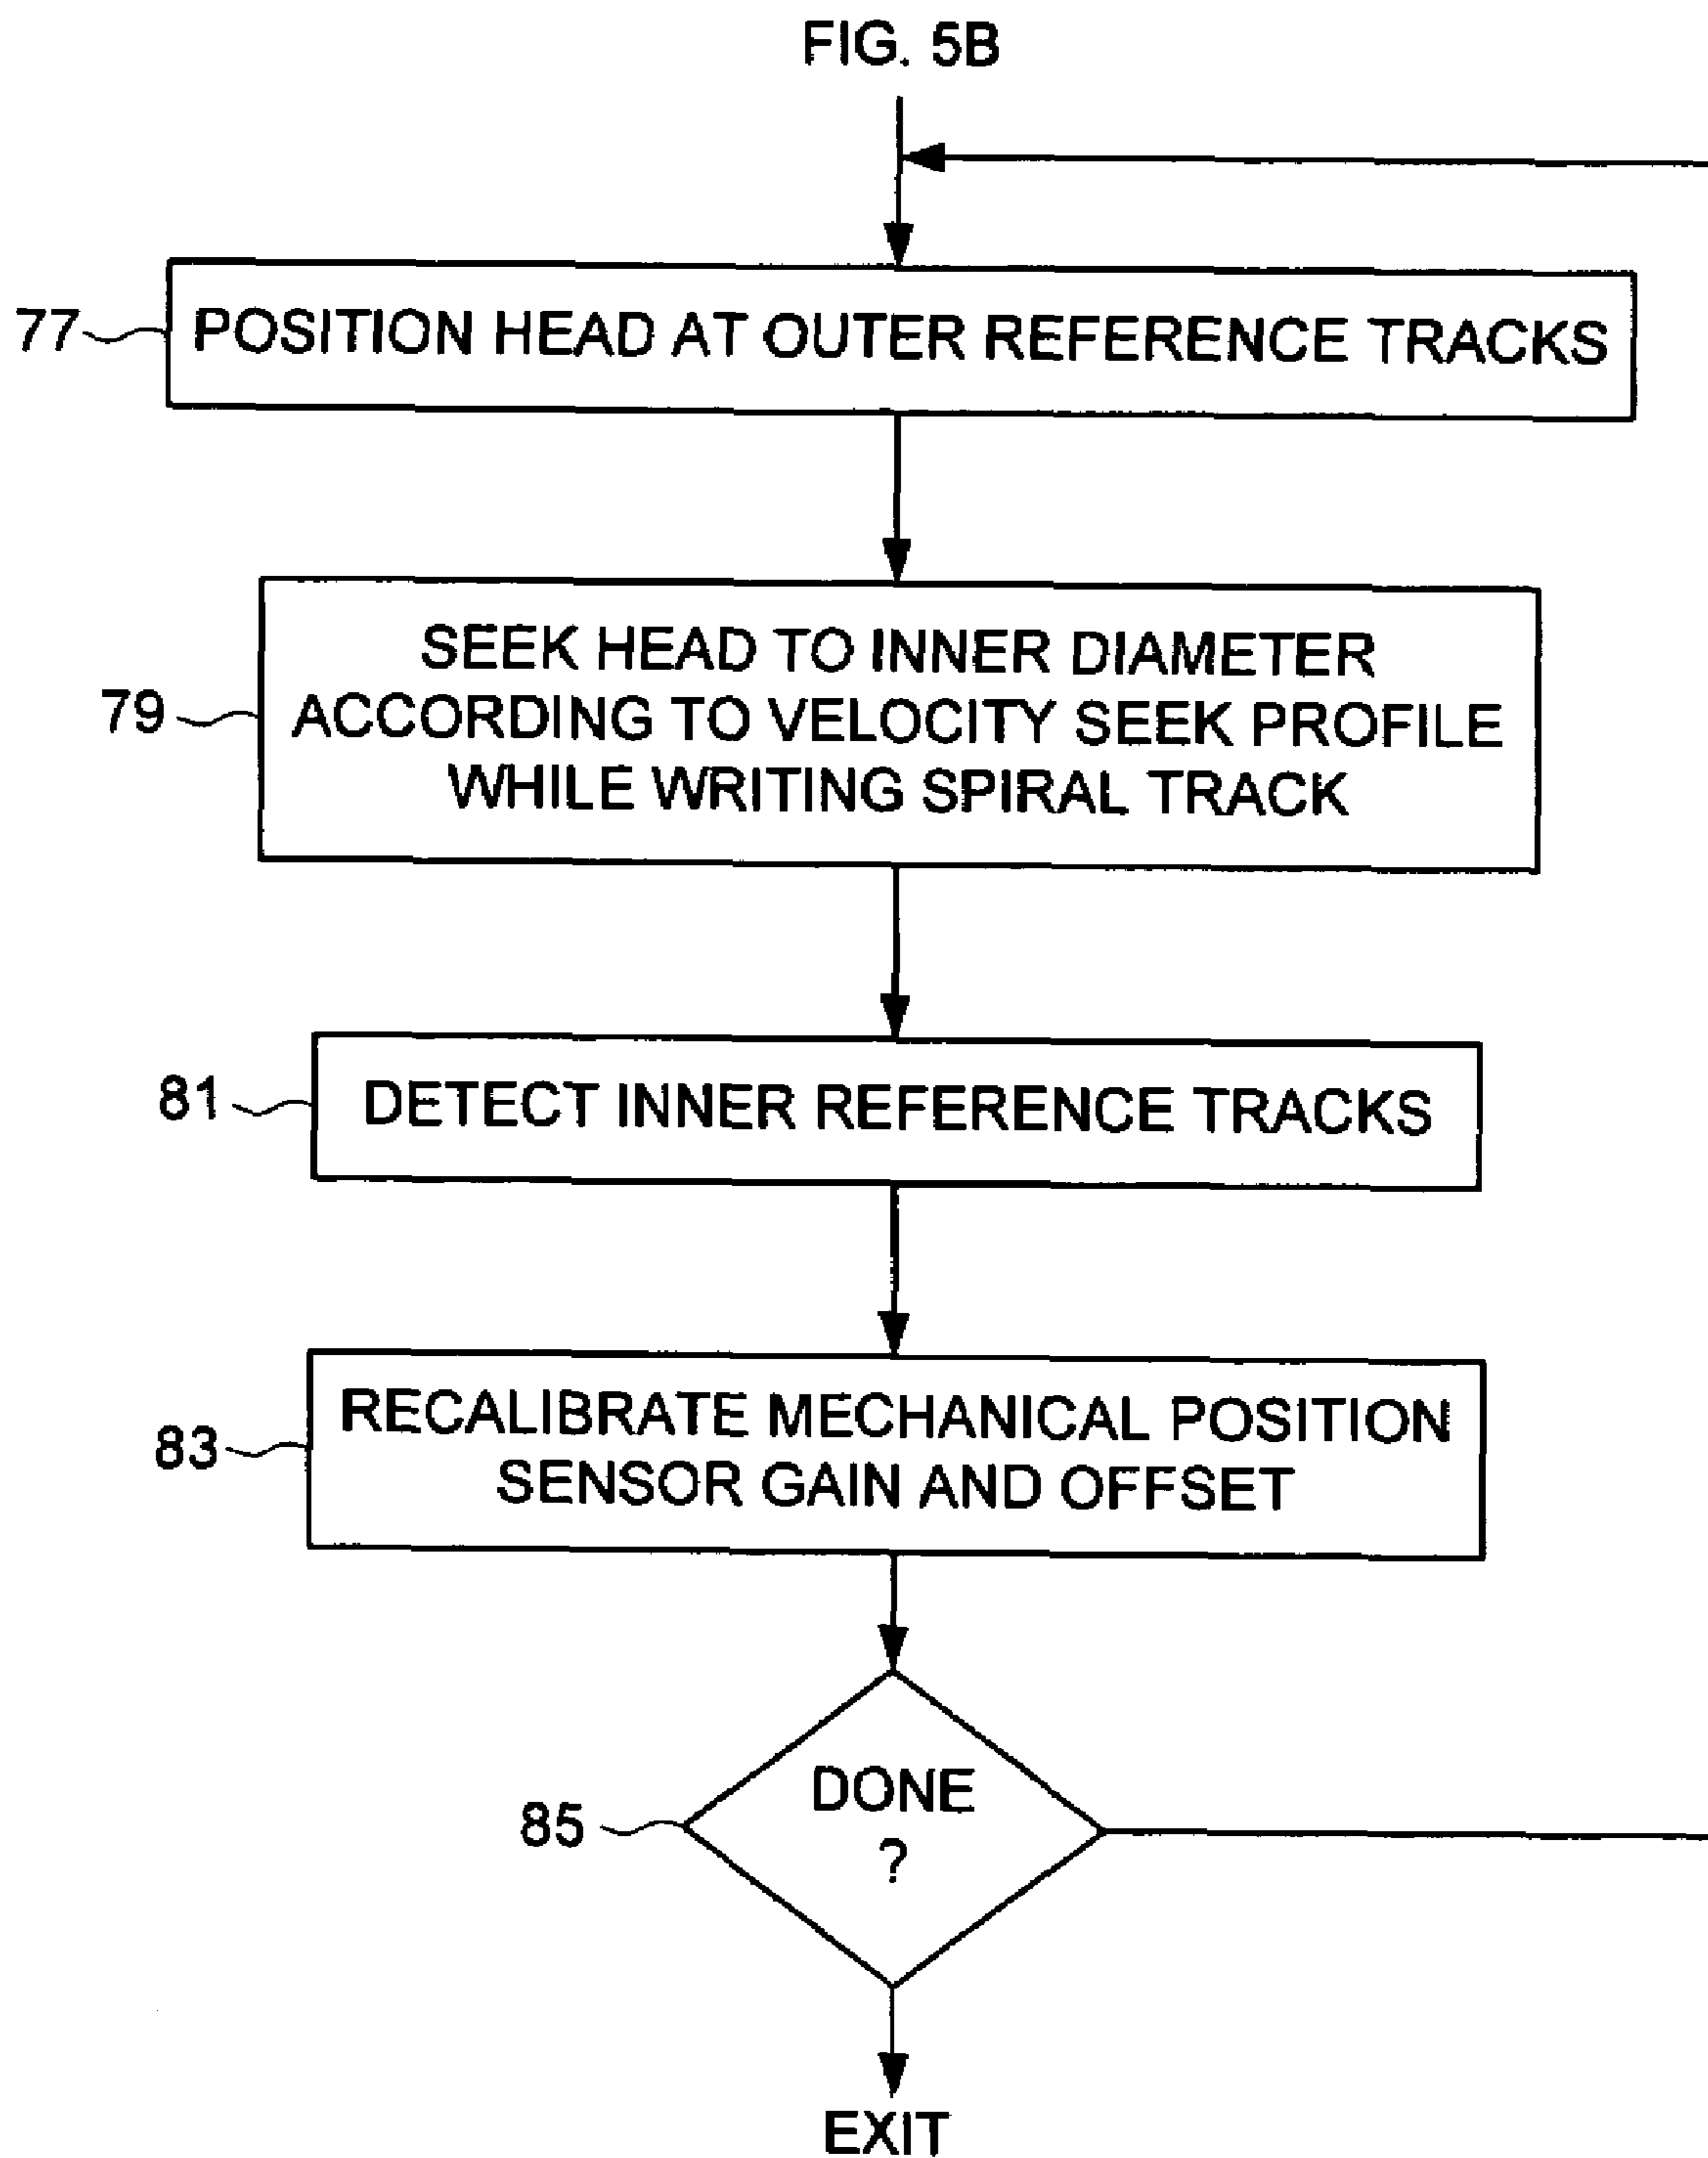 FIG. 5B
77
POSITION HEAD AT OUTER REFERENCE TRACKS
79
SEEK HEAD TO INNER DIAMETER
ACCORDING TO VELOCITY SEEK PROFILE
WHILE WRITING SPIRAL TRACK
81
DETECT INNER REFERENCE TRACKS
83
RECALIBRATE MECHANICAL POSITION
SENSOR GAIN AND OFFSET
85
DONE
?
EXIT